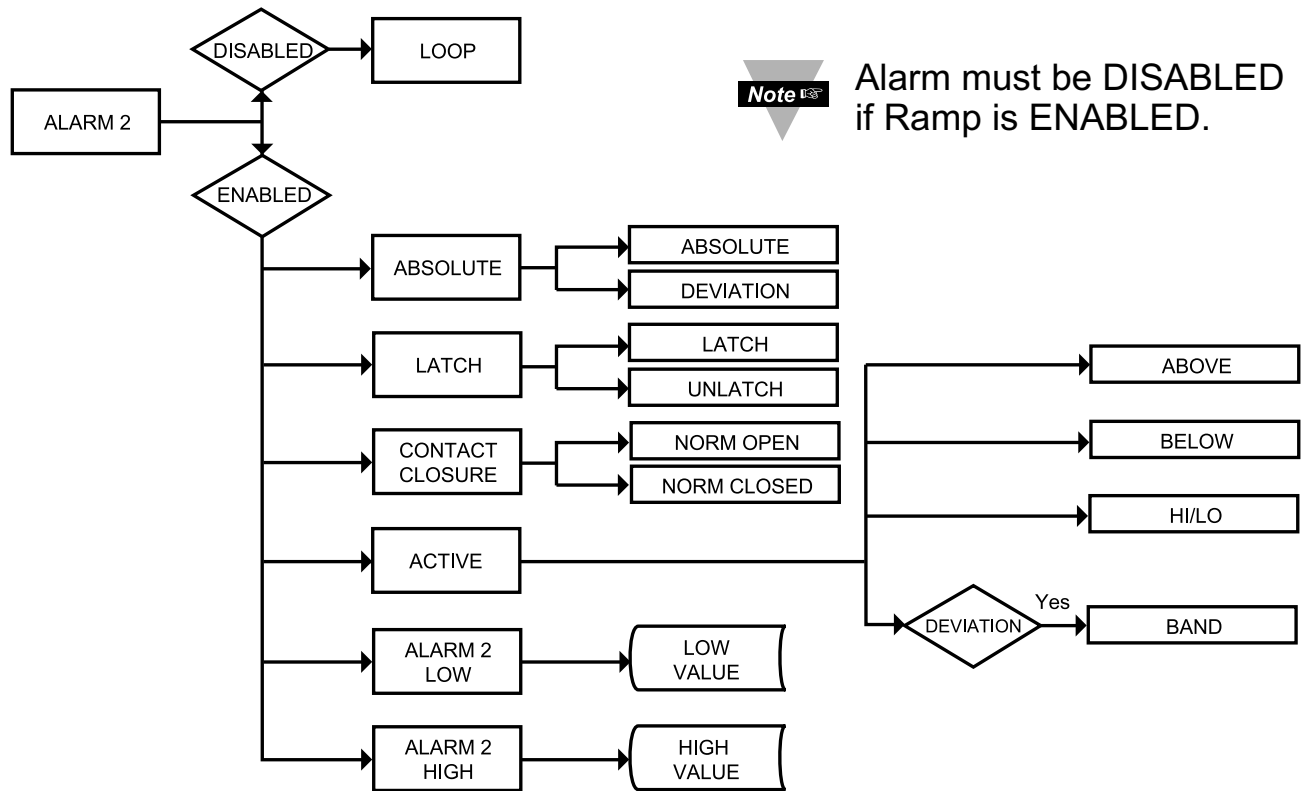 DISABLED
LOOP
ALARM 2
Note ☞
Alarm must be DISABLED
if Ramp is ENABLED.
ENABLED
ABSOLUTE
ABSOLUTE
DEVIATION
LATCH
LATCH
UNLATCH
CONTACT
CLOSURE
NORM OPEN
NORM CLOSED
ACTIVE
ABOVE
BELOW
HI/LO
DEVIATION
Yes
BAND
ALARM 2
LOW
LOW
VALUE
ALARM 2
HIGH
HIGH
VALUE